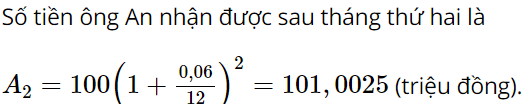 Số tiền ông An nhận được sau tháng thứ hai là
A₂ = 100(1 + 0,06/12)² = 101,0025 (triệu đồng).